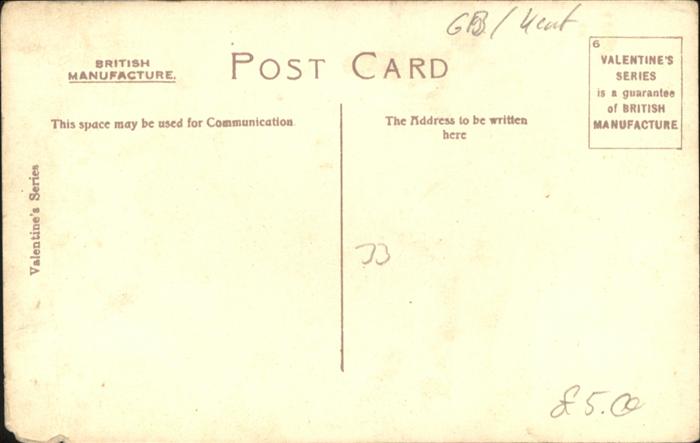 GB / Kent
BRITISH
MANUFACTURE.
POST CARD
6
VALENTINE'S
SERIES
is a guarantee
of BRITISH
MANUFACTURE
This space may be used for Communication
The Address to be written
here
Valentine's Series
33
£5.00